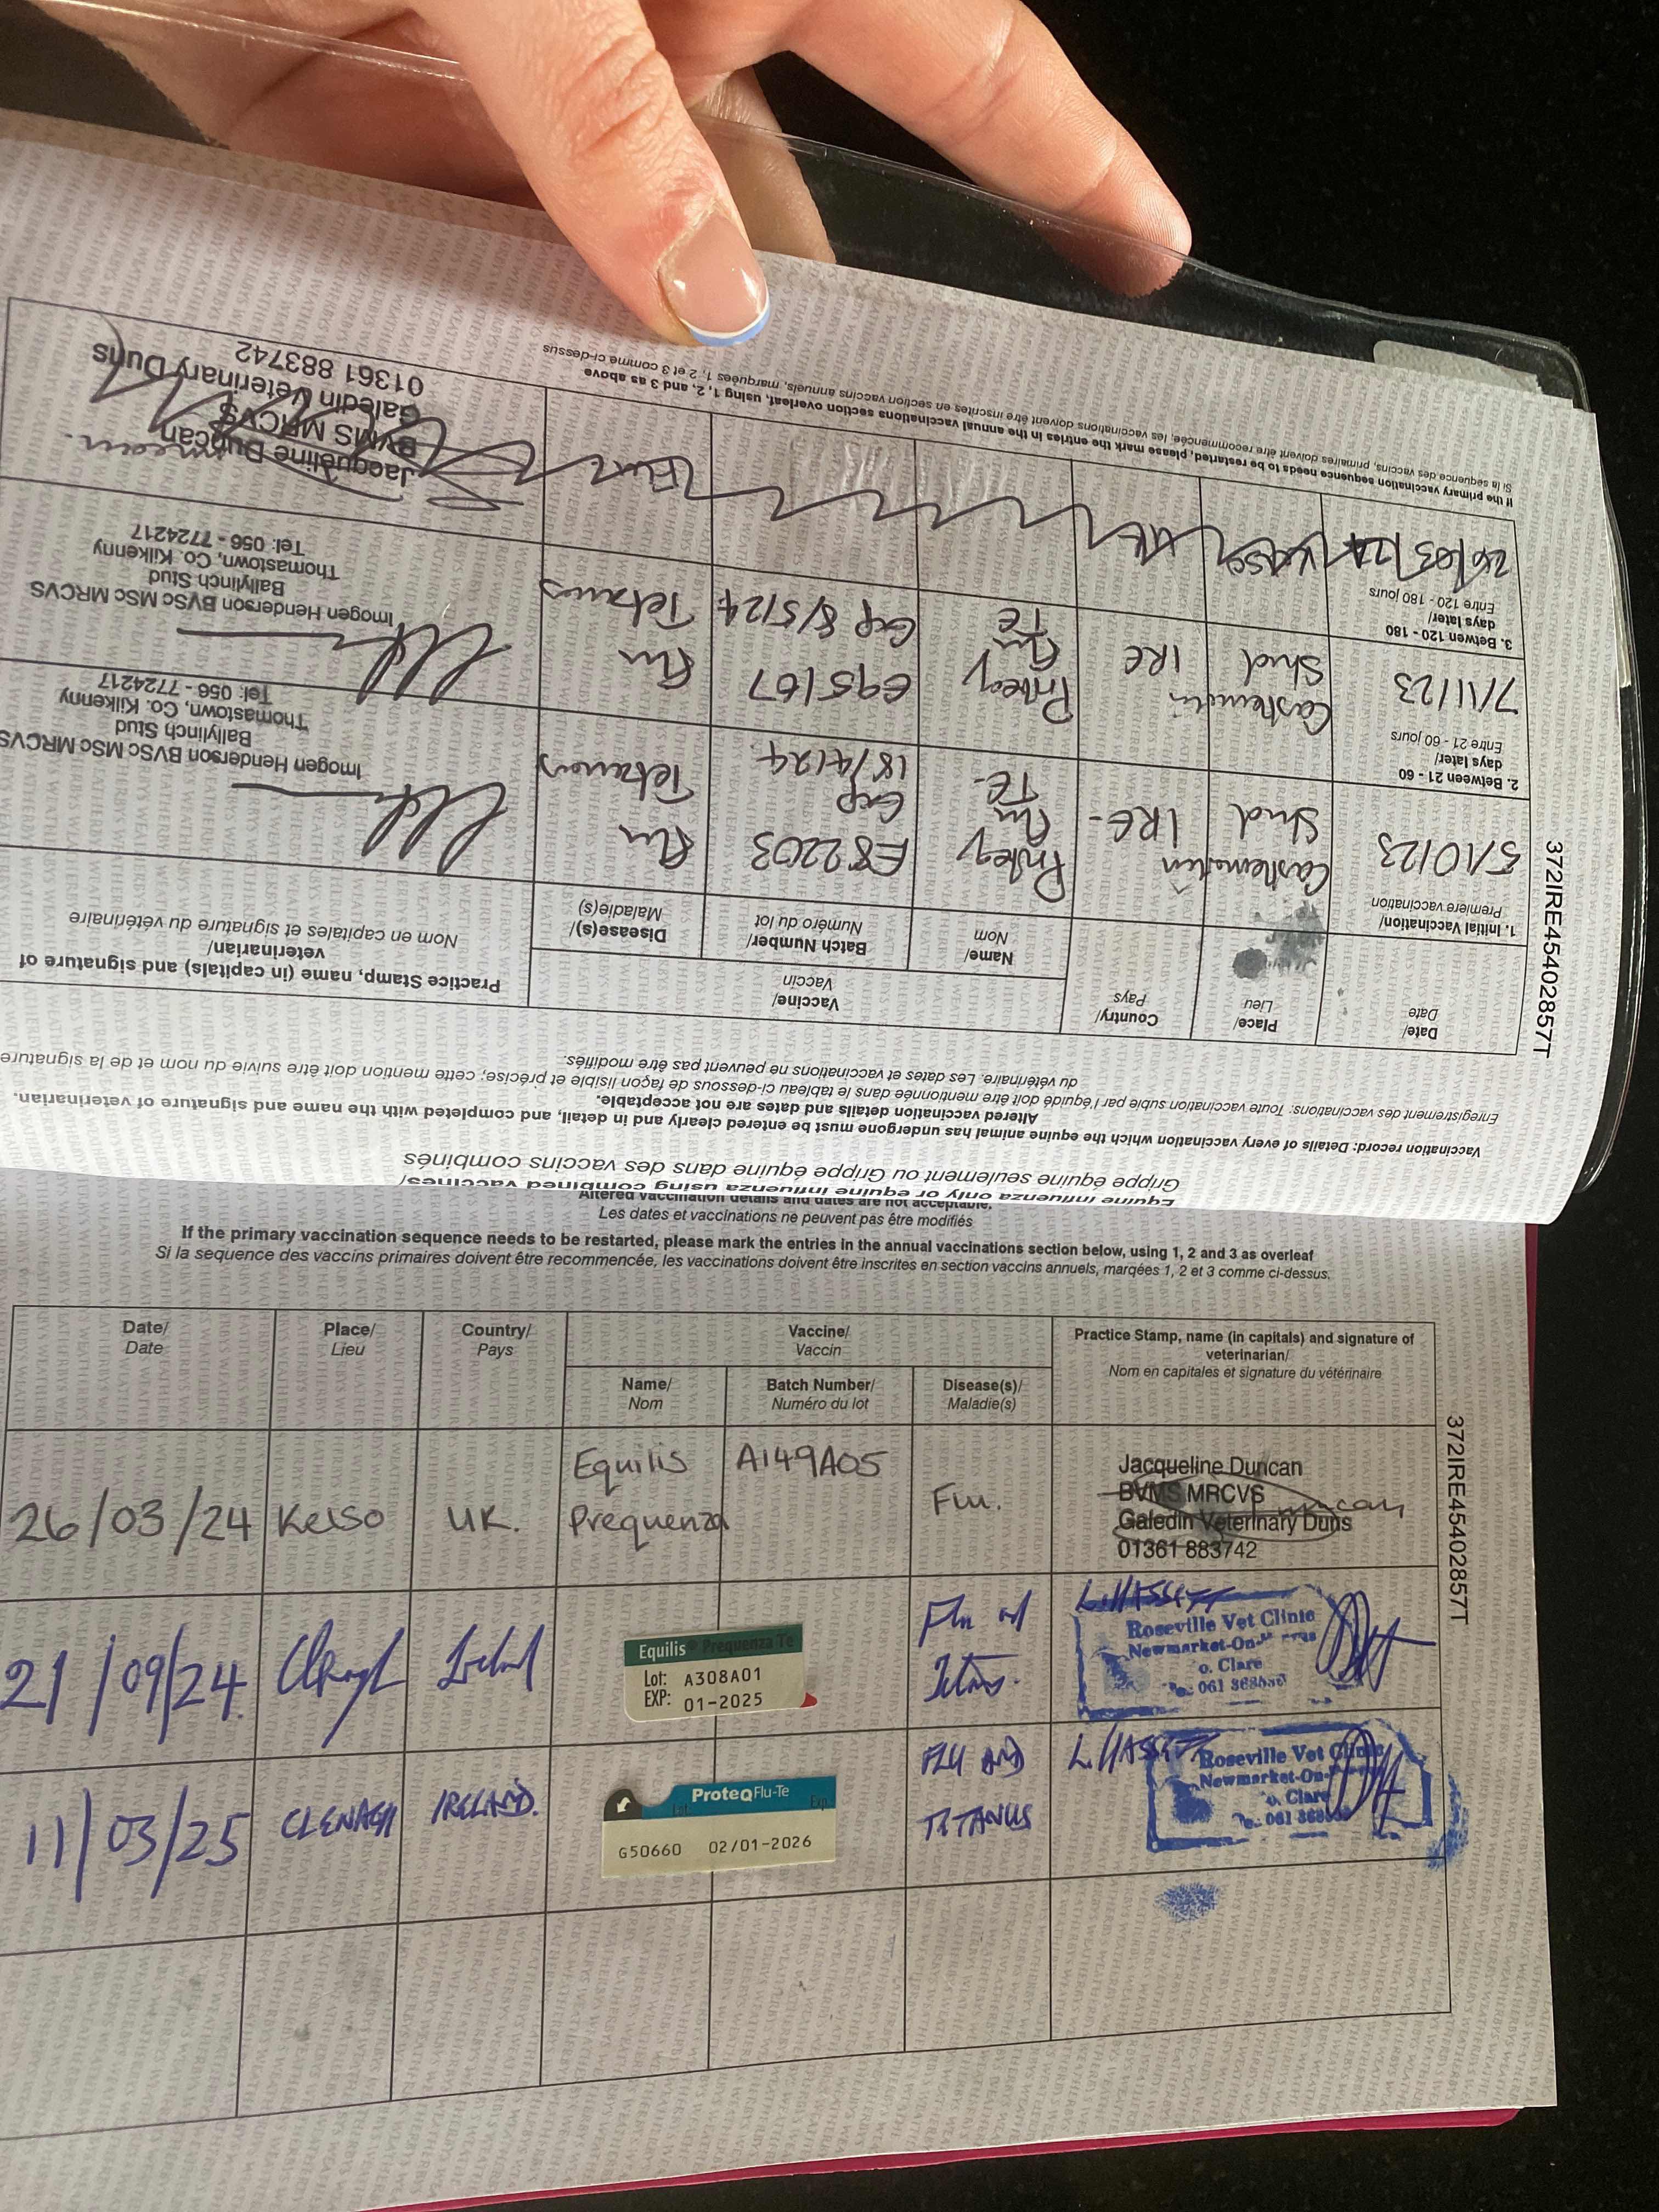 Equine influenza only or equine influenza using combined vaccines/
Grippe équine seulement ou Grippe équine dans des vaccins combinés
Vaccination record: Details of every vaccination which the equine animal has undergone must be entered clearly and in detail, and completed with the name and signature of veterinarian.
Altered vaccination details and dates are not acceptable.
Enregistrement des vaccinations: Toute vaccination subie par l'équidé doit être mentionnée dans le tableau ci-dessous de façon lisible et précise; cette mention doit être suivie du nom et de la signature
du vétérinaire. Les dates et vaccinations ne peuvent pas être modifiés.
Date/
Date
Place/
Lieu
Country/
Pays
Vaccine/
Vaccin
Name/
Nom
Batch Number/
Numéro du lot
Disease(s)/
Maladie(s)
Practice Stamp, name (in capitals) and signature of
veterinarian/
Nom en capitales et signature du vétérinaire
1. Initial Vaccination/
Première vaccination
5/10/23
Stud
IRE-
Flu
TE-
E82203
Exp
18/4/24
Flu
Tetanus
Imogen Henderson BVSc MSc MRCVS
Ballylinch Stud
Thomastown, Co. Kilkenny
Tel: 056 - 7724217
2. Between 21 - 60
days later/
Entre 21 - 60 jours
7/11/23
Stud
IRE
Flu
TE
Exp 8/5/24
Flu
Tetanus
Imogen Henderson BVSc MSc MRCVS
Ballylinch Stud
Thomastown, Co. Kilkenny
Tel: 056 - 7724217
3. Betwen 120 - 180
days later/
Entre 120 - 180 jours
26/03/24
Jacqueline Duncan
BVMS MRCVS
Galedin Veterinary Duns
01361 883742
If the primary vaccination sequence needs to be restarted, please mark the entries in the annual vaccinations section overleaf, using 1, 2, and 3 as above
Si la séquence des vaccins, primaires doivent être recommencée, les vaccinations doivent être inscrites en section vaccins annuels, marquées 1, 2 et 3 comme ci-dessus
372IRE45402857T
Altered vaccination details and dates are not acceptable.
Les dates et vaccinations ne peuvent pas être modifiés
If the primary vaccination sequence needs to be restarted, please mark the entries in the annual vaccinations section below, using 1, 2 and 3 as overleaf
Si la sequence des vaccins primaires doivent être recommencée, les vaccinations doivent être inscrites en section vaccins annuels, marqées 1, 2 et 3 comme ci-dessus.
Date/
Date
Place/
Lieu
Country/
Pays
Vaccine/
Vaccin
Name/
Nom
Batch Number/
Numéro du lot
Disease(s)/
Maladie(s)
Practice Stamp, name (in capitals) and signature of
veterinarian/
Nom en capitales et signature du vétérinaire
26/03/24
Kelso
UK.
Equilis
Prequenza
A149A05
Flu.
Jacqueline Duncan
BVMS MRCVS
Galedin Veterinary Duns
01361 883742
21/09/24
Equilis® Prequenza Te
Lot: A308A01
EXP: 01-2025
Roseville Vet Clinic
Newmarket-On-
o. Clare
11/03/25
CLENAGH
IRELAND.
ProteqFlu-Te
Lot Exp
G50660 02/01-2026
FLU AND
TETANUS
Roseville Vet Clinic
Newmarket-On-
o. Clare
372IRE45402857T